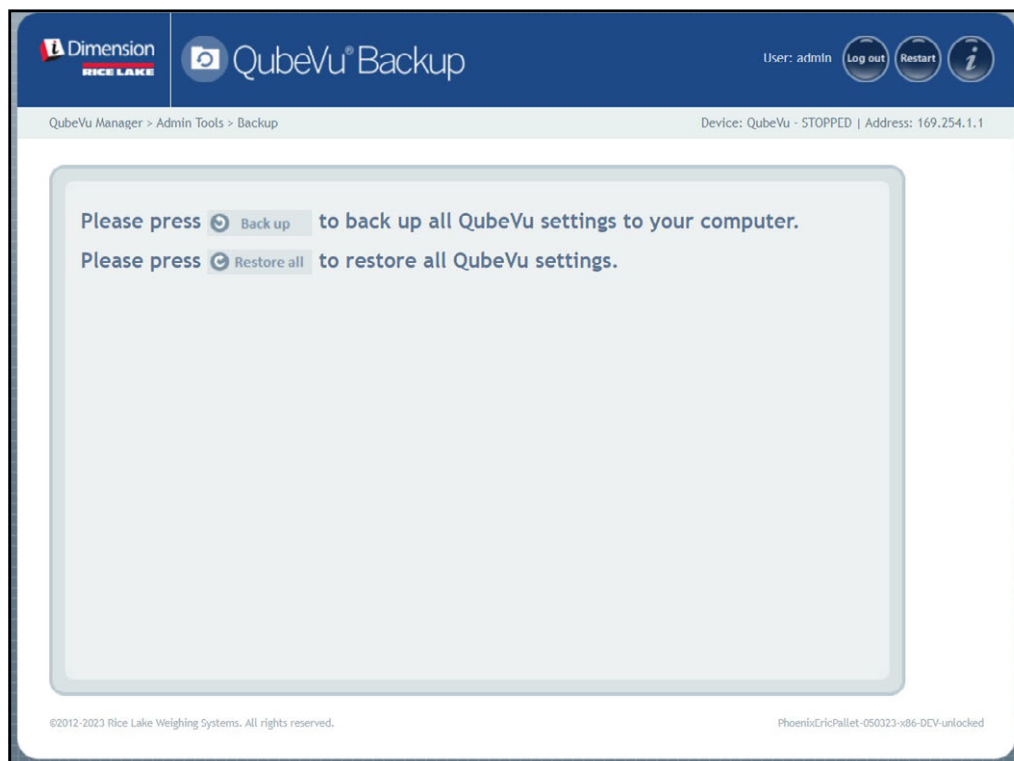 iDimension
RICE LAKE
QubeVu® Backup
User: admin
Log out
Restart
i
QubeVu Manager > Admin Tools > Backup
Device: QubeVu - STOPPED | Address: 169.254.1.1
Please press Back up to back up all QubeVu settings to your computer.
Please press Restore all to restore all QubeVu settings.
©2012-2023 Rice Lake Weighing Systems. All rights reserved.
PhoenixEricPallet-050323-x86-DEV-unlocked